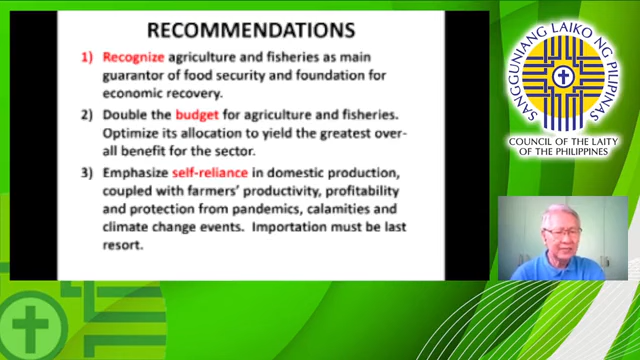 RECOMMENDATIONS
1) Recognize agriculture and fisheries as main
guarantor of food security and foundation for
economic recovery.
2) Double the budget for agriculture and fisheries.
Optimize its allocation to yield the greatest over-
all benefit for the sector.
3) Emphasize self-reliance in domestic production,
coupled with farmers' productivity, profitability
and protection from pandemics, calamities and
climate change events. Importation must be last
resort.
SANGGUNIANG LAIKO NG PILIPINAS
COUNCIL OF THE LAITY
OF THE PHILIPPINES